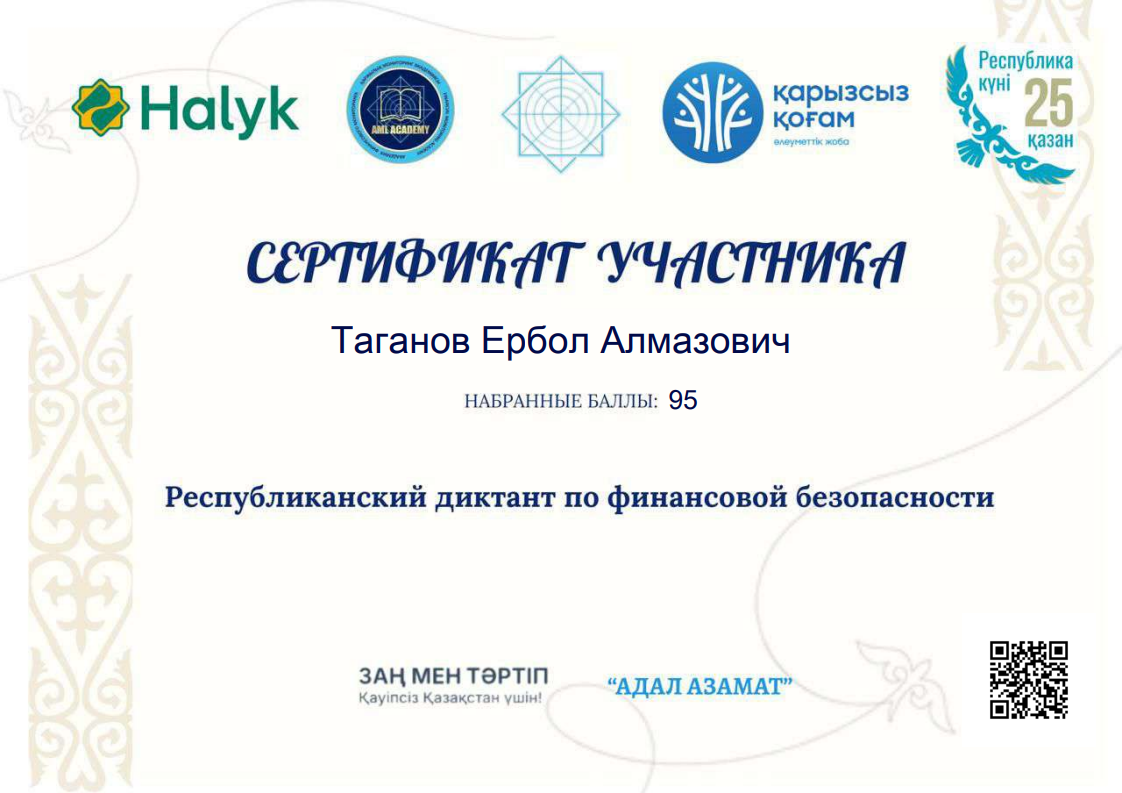 Halyk
AML ACADEMY
қарызсыз
қоғам
әлеуметтік жоба
Республика
күні
25
қазан
СЕРТИФИКАТ УЧАСТНИКА
Таганов Ербол Алмазович
НАБРАННЫЕ БАЛЛЫ: 95
Республиканский диктант по финансовой безопасности
ЗАҢ МЕН ТӘРТІП
Қауіпсіз Қазақстан үшін!
“АДАЛ АЗАМАТ”